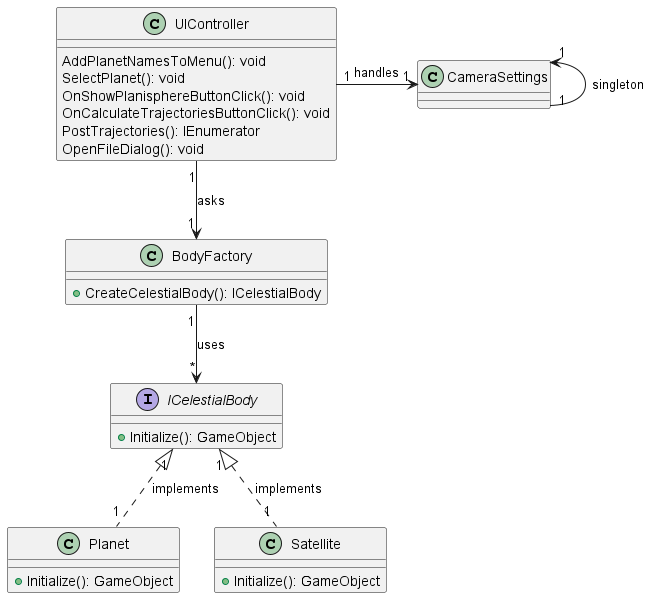 UIController
AddPlanetNamesToMenu(): void
SelectPlanet(): void
OnShowPlanisphereButtonClick(): void
OnCalculateTrajectoriesButtonClick(): void
PostTrajectories(): IEnumerator
OpenFileDialog(): void
1 handles 1
C CameraSettings
1
singleton
1
1
asks
1
C BodyFactory
CreateCelestialBody(): ICelestialBody
1
uses
*
I ICelestialBody
Initialize(): GameObject
1
1
implements
implements
1
1
C Planet
Initialize(): GameObject
C Satellite
Initialize(): GameObject